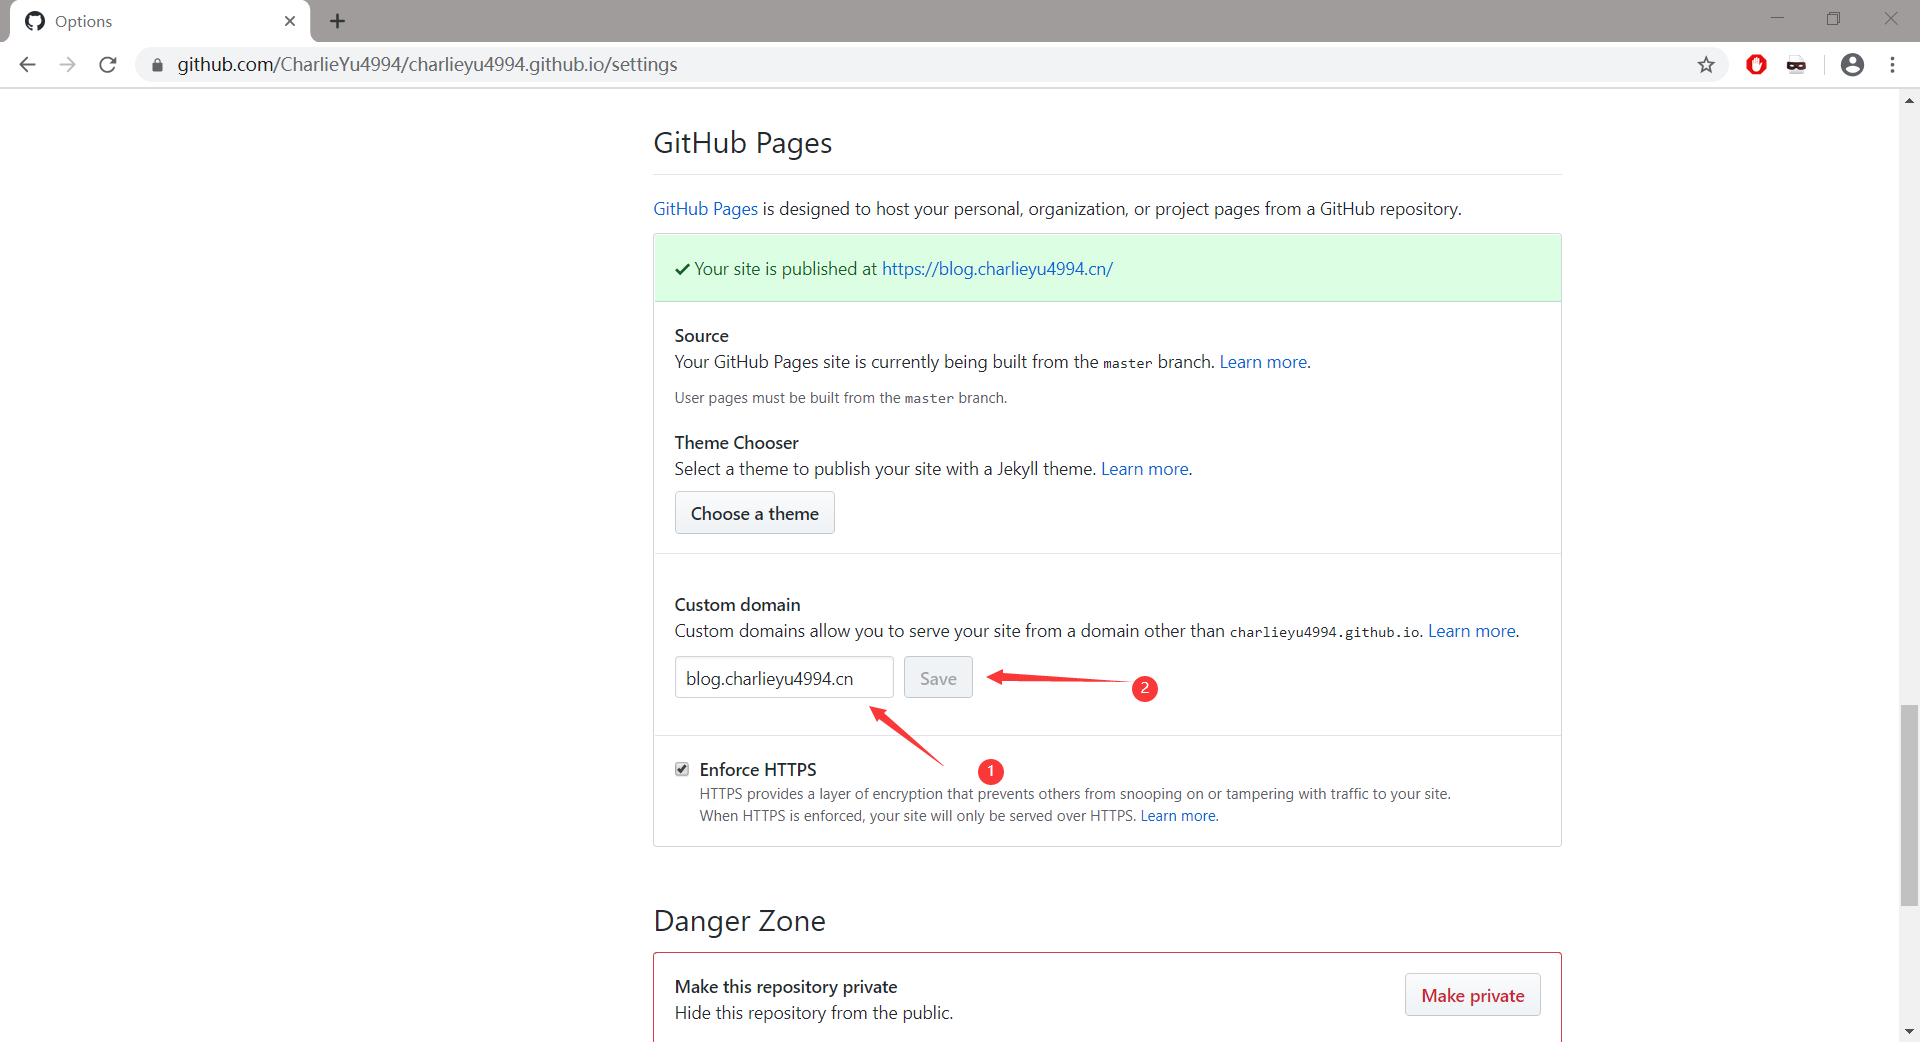 Options
github.com/CharlieYu4994/charlieyu4994.github.io/settings
GitHub Pages
GitHub Pages is designed to host your personal, organization, or project pages from a GitHub repository.
Your site is published at https://blog.charlieyu4994.cn/
Source
Your GitHub Pages site is currently being built from the master branch. Learn more.
User pages must be built from the master branch.
Theme Chooser
Select a theme to publish your site with a Jekyll theme. Learn more.
Choose a theme
Custom domain
Custom domains allow you to serve your site from a domain other than charlieyu4994.github.io. Learn more.
blog.charlieyu4994.cn Save 2
1
Enforce HTTPS
HTTPS provides a layer of encryption that prevents others from snooping on or tampering with traffic to your site.
When HTTPS is enforced, your site will only be served over HTTPS. Learn more.
Danger Zone
Make this repository private
Make private
Hide this repository from the public.